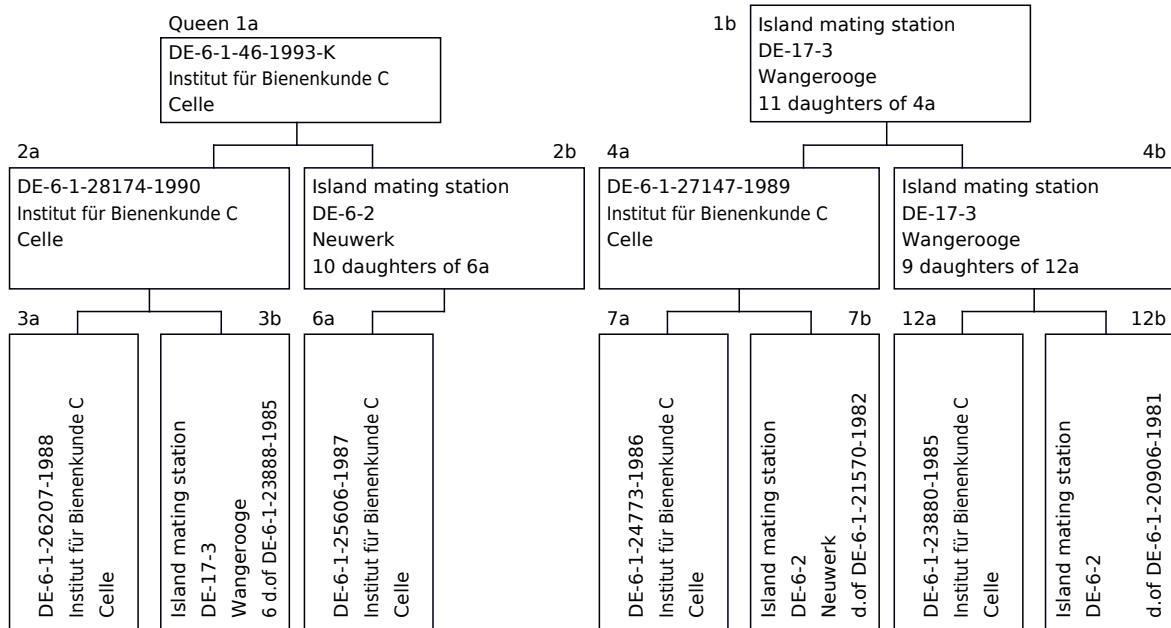 Queen 1a
DE-6-1-46-1993-K
Institut für Bienenkunde C
Celle
1b
Island mating station
DE-17-3
Wangerooge
11 daughters of 4a
2a
DE-6-1-28174-1990
Institut für Bienenkunde C
Celle
2b
Island mating station
DE-6-2
Neuwerk
10 daughters of 6a
4a
DE-6-1-27147-1989
Institut für Bienenkunde C
Celle
4b
Island mating station
DE-17-3
Wangerooge
9 daughters of 12a
3a
DE-6-1-26207-1988
Institut für Bienenkunde C
Celle
3b
Island mating station
DE-17-3
Wangerooge
6 d.of DE-6-1-23888-1985
6a
DE-6-1-25606-1987
Institut für Bienenkunde C
Celle
7a
DE-6-1-24773-1986
Institut für Bienenkunde C
Celle
7b
Island mating station
DE-6-2
Neuwerk
d.of DE-6-1-21570-1982
12a
DE-6-1-23880-1985
Institut für Bienenkunde C
Celle
12b
Island mating station
DE-6-2
d.of DE-6-1-20906-1981